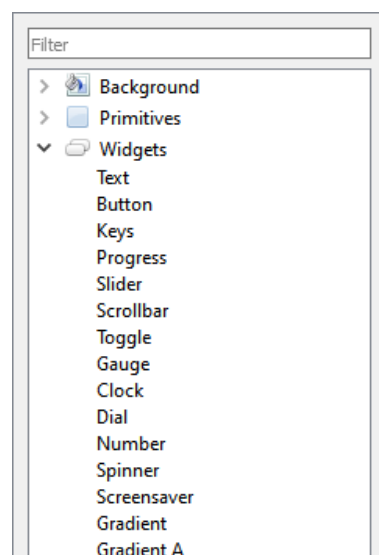 Filter
Background
Primitives
Widgets
Text
Button
Keys
Progress
Slider
Scrollbar
Toggle
Gauge
Clock
Dial
Number
Spinner
Screensaver
Gradient
Gradient A